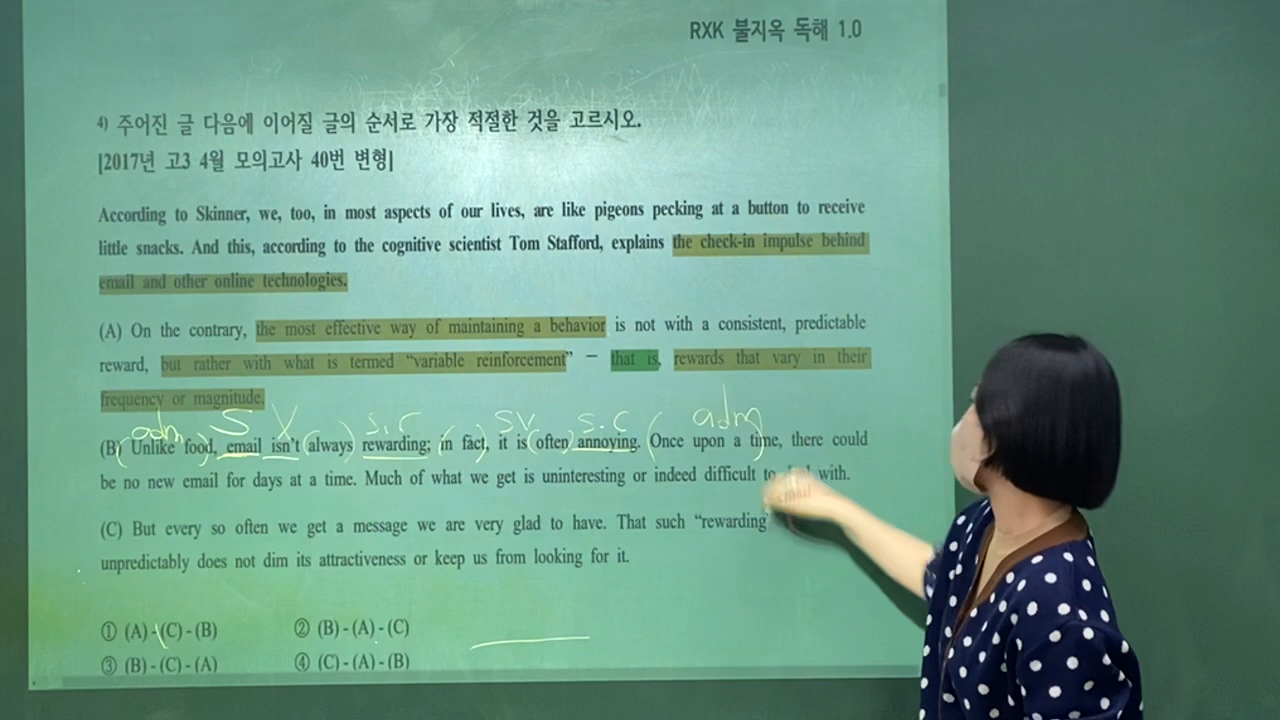 RXK 불지옥 독해 1.0
4) 주어진 글 다음에 이어질 글의 순서로 가장 적절한 것을 고르시오.
[2017년 고3 4월 모의고사 40번 변형]
According to Skinner, we, too, in most aspects of our lives, are like pigeons pecking at a button to receive
little snacks. And this, according to the cognitive scientist Tom Stafford, explains the check-in impulse behind
email and other online technologies.
(A) On the contrary, the most effective way of maintaining a behavior is not with a consistent, predictable
reward, but rather with what is termed “variable reinforcement” − that is, rewards that vary in their
frequency or magnitude.
adm S V s.c sv s.c adm
(B) Unlike food, email isn't always rewarding; in fact, it is often annoying. Once upon a time, there could
be no new email for days at a time. Much of what we get is uninteresting or indeed difficult to with.
(C) But every so often we get a message we are very glad to have. That such “rewarding”
unpredictably does not dim its attractiveness or keep us from looking for it.
① (A)-(C)-(B) ② (B)-(A)-(C)
③ (B)-(C)-(A) ④ (C)-(A)-(B)